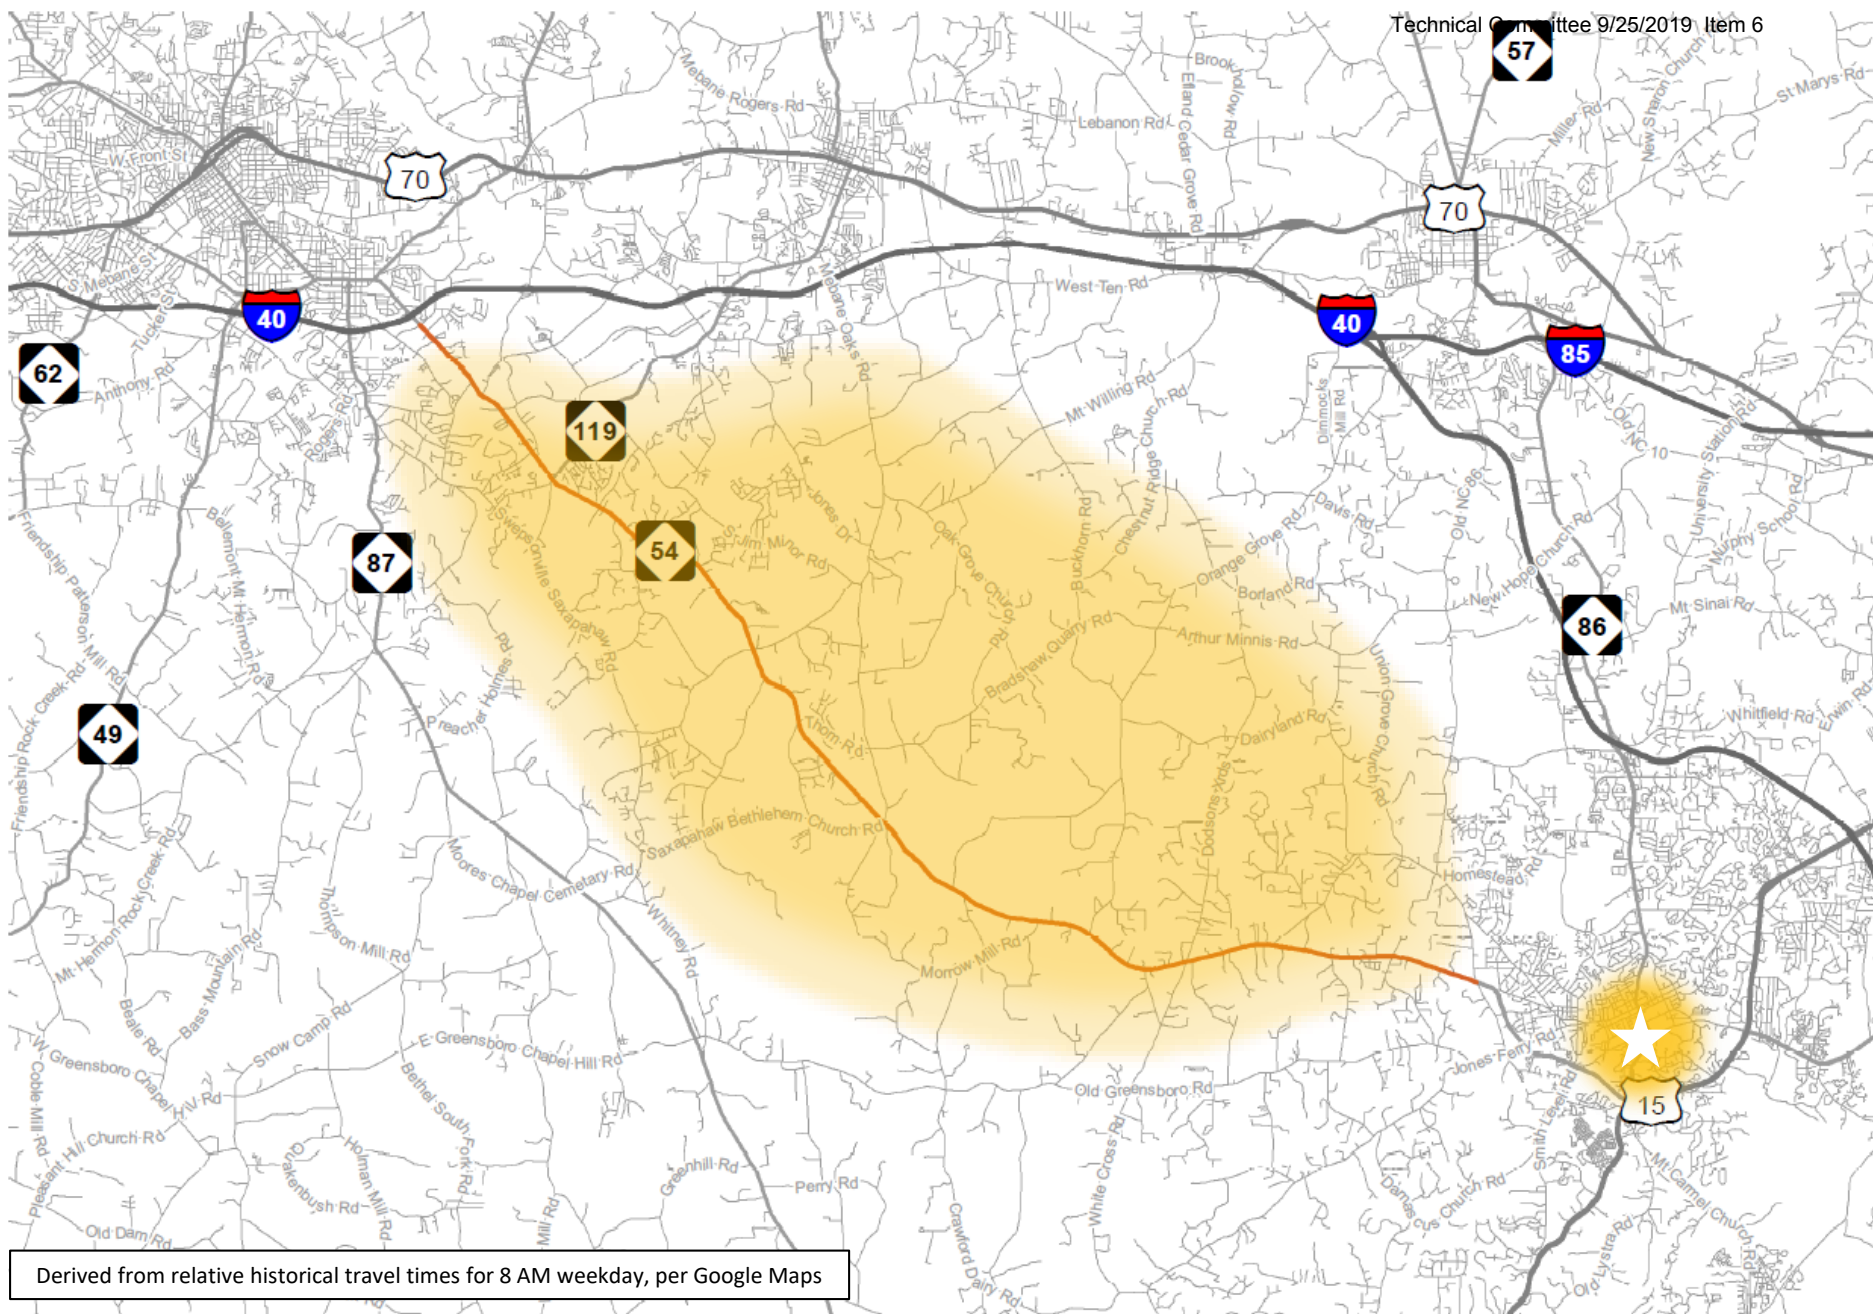 Technical Committee 9/25/2019 Item 6
57
Brookhollow Rd
Mebane Rogers Rd
Efland Cedar Grove Rd
Lebanon Rd
Miller Rd
New Sharon Church Rd
St Marys Rd
W Front St
70
70
S Mebane St
Tucker St
40
Mebane Oaks Rd
West Ten Rd
40
85
62
Anthony Rd
Rogers Rd
119
Mt Willing Rd
Chestnut Ridge Church Rd
Dimmocks
Mill Rd
Old NC 10
University Station Rd
Old NC 86
Murphy School Rd
Friendship Patterson Mill Rd
Bellemont Mt Hermon Rd
87
Swepsonville Saxapahaw Rd
54
S Jim Minor Rd
Jones Dr
Oak Grove Church Rd
Buckhorn Rd
Orange Grove Rd
Davis Rd
Borland Rd
New Hope Church Rd
86
Mt Sinai Rd
Arthur Minnis Rd
Bradshaw Quarry Rd
Union Grove Church Rd
Preacher Holmes Rd
Friendship Rock Creek Rd
49
Thom Rd
Dairyland Rd
Whitfield Rd
Erwin Rd
Dodsons Xrds
Saxapahaw Bethlehem Church Rd
Moores Chapel Cemetary Rd
Homestead Rd
Mt Hermon Rock Creek Rd
Thompson Mill Rd
Whitney Rd
Morrow Mill Rd
Bass Mountain Rd
Beale Rd
Snow Camp Rd
E Greensboro Chapel Hill Rd
W Greensboro Chapel Hill Rd
Coble Mill Rd
Bethel South Fork Rd
Jones Ferry Rd
Old Greensboro Rd
15
Smith Level Rd
Pleasant Hill Church Rd
Quakenbush Rd
Holman Mill Rd
Greenhill Rd
Perry Rd
White Cross Rd
Damascus Church Rd
Mt Carmel Church Rd
Old Dam Rd
Mill Rd
Crawford Dairy Rd
Old Lystra Rd
Derived from relative historical travel times for 8 AM weekday, per Google Maps